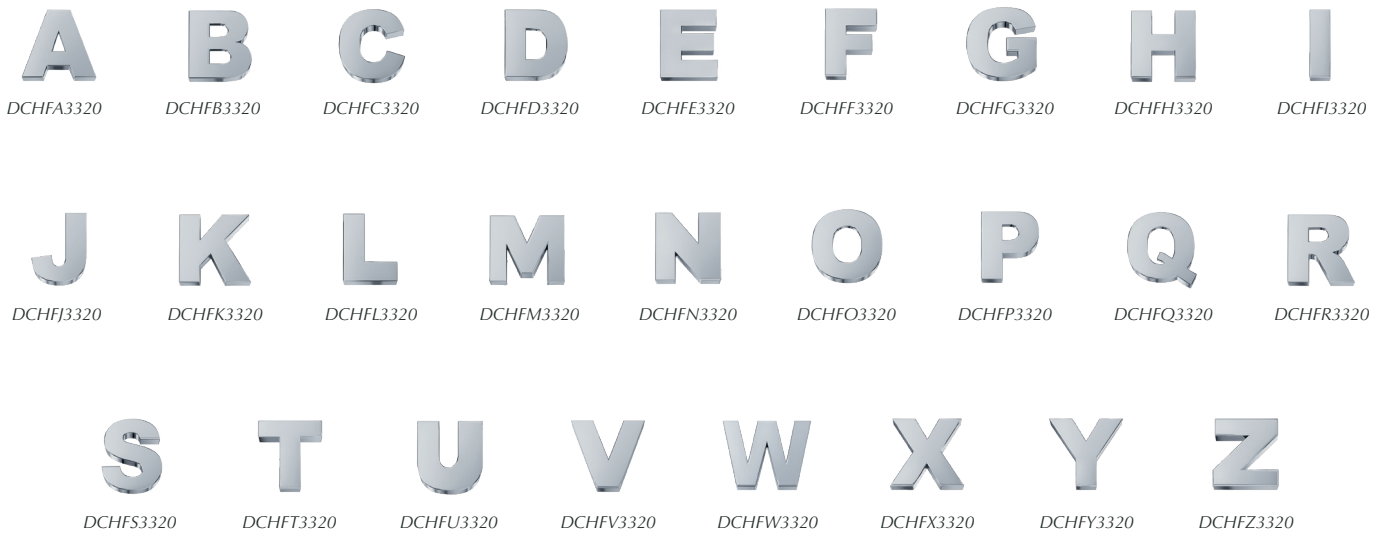 A B C D E F G H I
DCHFA3320 DCHFB3320 DCHFC3320 DCHFD3320 DCHFE3320 DCHFF3320 DCHFG3320 DCHFH3320 DCHFI3320
J K L M N O P Q R
DCHFJ3320 DCHFK3320 DCHFL3320 DCHFM3320 DCHFN3320 DCHFO3320 DCHFP3320 DCHFQ3320 DCHFR3320
S T U V W X Y Z
DCHFS3320 DCHFT3320 DCHFU3320 DCHFV3320 DCHFW3320 DCHFX3320 DCHFY3320 DCHFZ3320